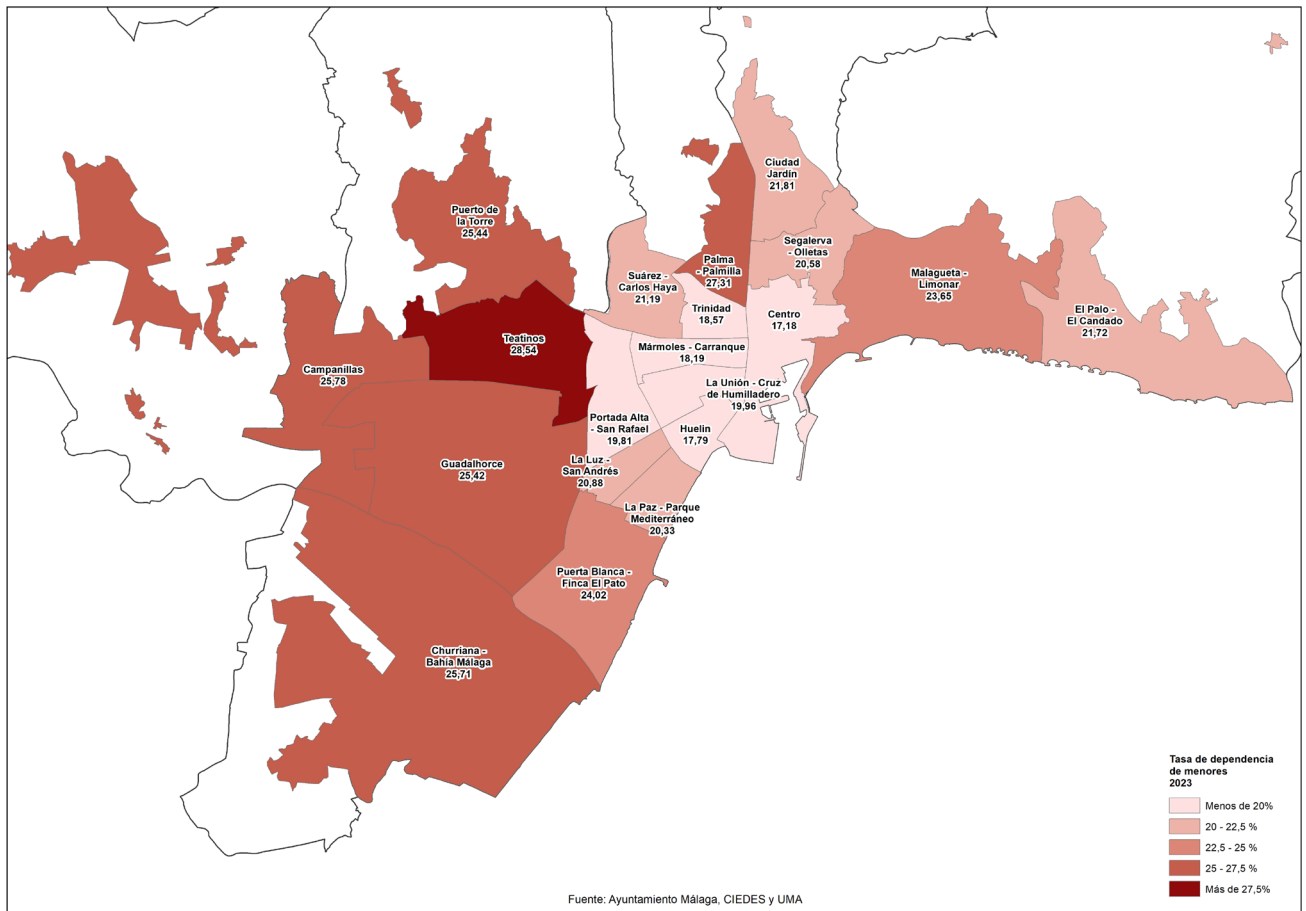 Ciudad
Jardín
21,81
Puerto de
la Torre
25,44
Segalerva
- Olletas
20,58
Palma
- Palmilla
27,31
Suárez -
Carlos Haya
21,19
Malagueta -
Limonar
23,65
Trinidad
18,57
Centro
17,18
El Palo -
El Candado
21,72
Teatinos
28,54
Mármoles - Carranque
18,19
Campanillas
25,78
La Unión - Cruz
de Humilladero
19,96
Portada Alta
- San Rafael
19,81
Huelin
17,79
Guadalhorce
25,42
La Luz -
San Andrés
20,88
La Paz - Parque
Mediterráneo
20,33
Puerta Blanca -
Finca El Pato
24,02
Churriana -
Bahía Málaga
25,71
Tasa de dependencia
de menores
2023
Menos de 20%
20 - 22,5 %
22,5 - 25 %
25 - 27,5 %
Más de 27,5%
Fuente: Ayuntamiento Málaga, CIEDES y UMA